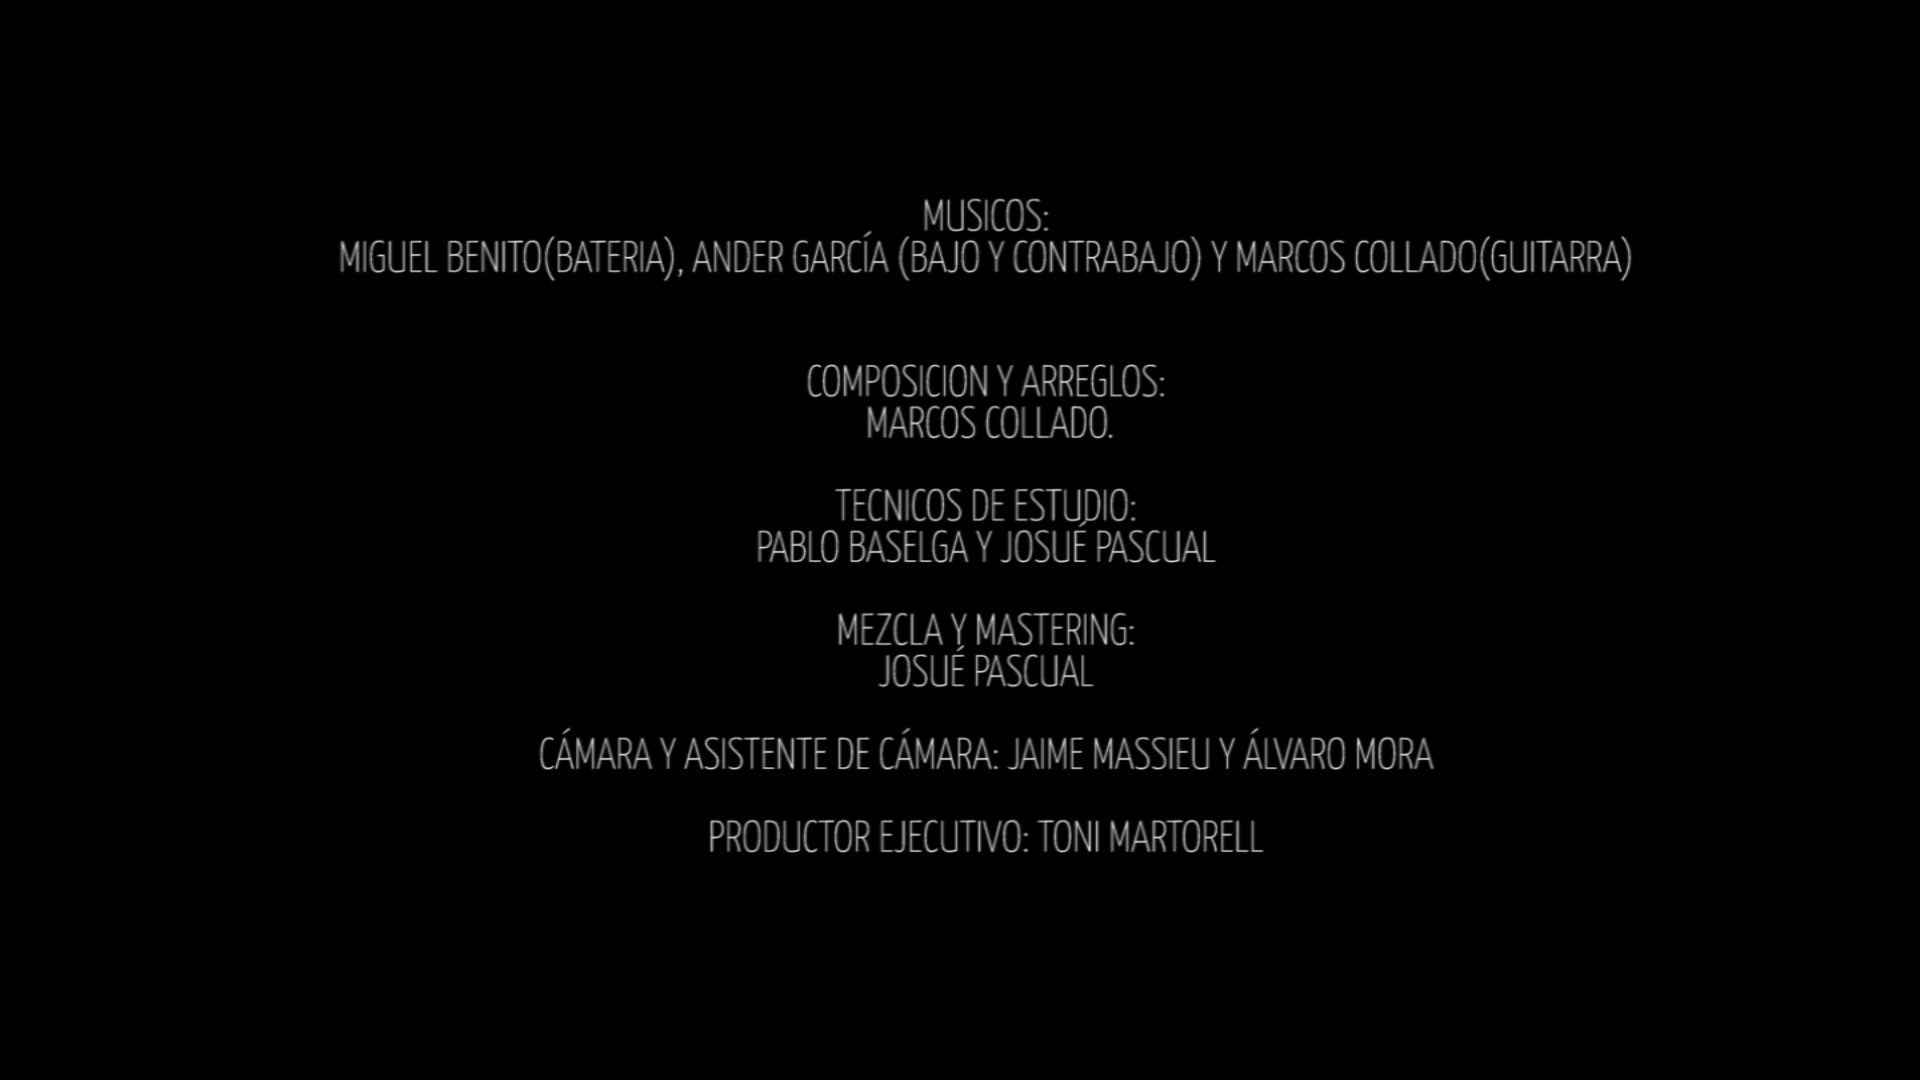 MUSICOS:
MIGUEL BENITO(BATERIA), ANDER GARCÍA (BAJO Y CONTRABAJO) Y MARCOS COLLADO(GUITARRA)
COMPOSICION Y ARREGLOS:
MARCOS COLLADO.
TECNICOS DE ESTUDIO:
PABLO BASELGA Y JOSUÉ PASCUAL
MEZCLA Y MASTERING:
JOSUÉ PASCUAL
CÁMARA Y ASISTENTE DE CÁMARA: JAIME MASSIEU Y ÁLVARO MORA
PRODUCTOR EJECUTIVO: TONI MARTORELL